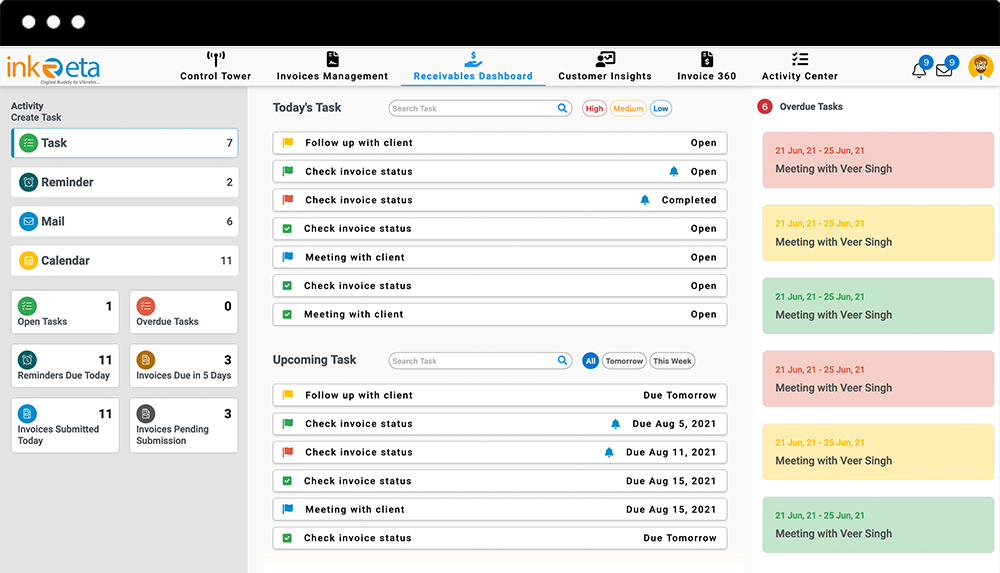 inkReta
Digital Buddy to Vikreta...
Control Tower
Invoices Management
Receivables Dashboard
Customer Insights
Invoice 360
Activity Center
9
9
Activity
Create Task
Task 7
Reminder 2
Mail 6
Calendar 11
1
Open Tasks
0
Overdue Tasks
11
Reminders Due Today
3
Invoices Due in 5 Days
11
Invoices Submitted
Today
3
Invoices Pending
Submission
Today's Task
Search Task
High
Medium
Low
Follow up with client Open
Check invoice status Open
Check invoice status Completed
Check invoice status Open
Meeting with client Open
Check invoice status Open
Meeting with client Open
Upcoming Task
Search Task
All
Tomorrow
This Week
Follow up with client Due Tomorrow
Check invoice status Due Aug 5, 2021
Check invoice status Due Aug 11, 2021
Check invoice status Due Aug 15, 2021
Meeting with client Due Aug 15, 2021
Check invoice status Due Tomorrow
6 Overdue Tasks
21 Jun, 21 - 25 Jun, 21
Meeting with Veer Singh
21 Jun, 21 - 25 Jun, 21
Meeting with Veer Singh
21 Jun, 21 - 25 Jun, 21
Meeting with Veer Singh
21 Jun, 21 - 25 Jun, 21
Meeting with Veer Singh
21 Jun, 21 - 25 Jun, 21
Meeting with Veer Singh
21 Jun, 21 - 25 Jun, 21
Meeting with Veer Singh